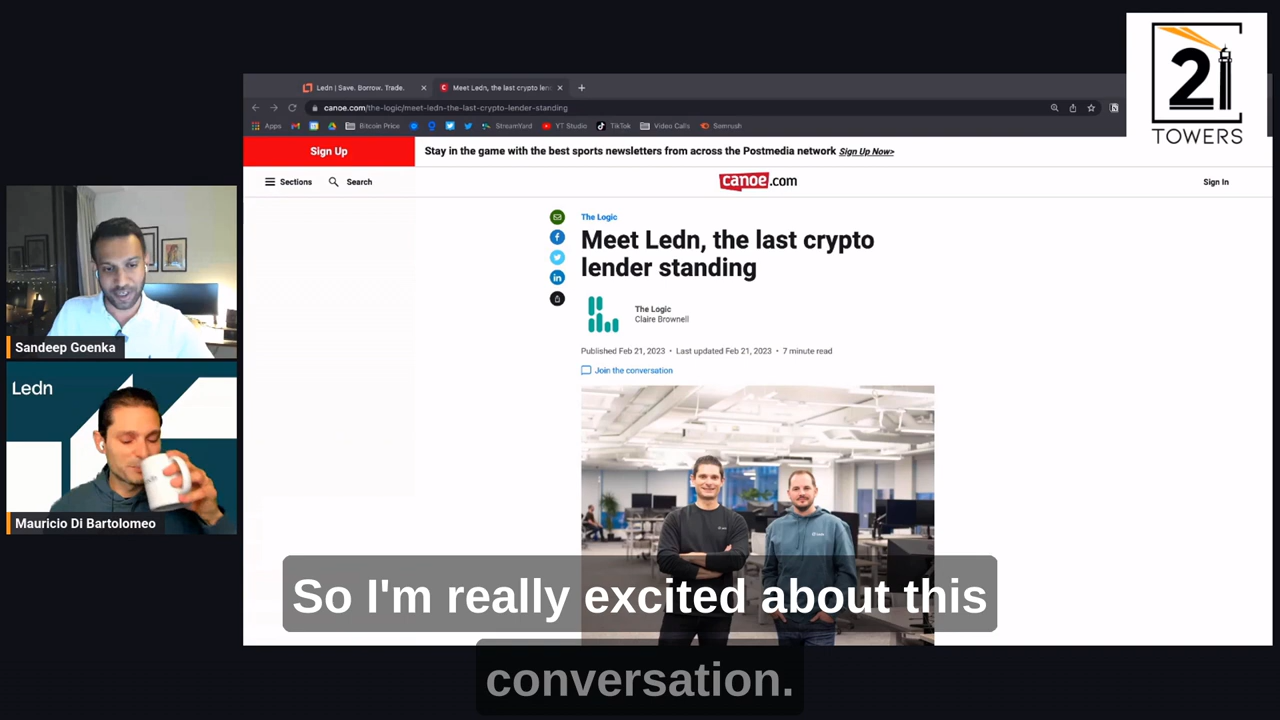 21
TOWERS
Ledn | Save. Borrow. Trade.
Meet Ledn, the last crypto len
canoe.com/the-logic/meet-ledn-the-last-crypto-lender-standing
Apps
Bitcoin Price
StreamYard
YT Studio
TikTok
Video Calls
Semrush
Sign Up
Stay in the game with the best sports newsletters from across the Postmedia network Sign Up Now>
Sections
Search
canoe.com
Sign In
The Logic
Meet Ledn, the last crypto
lender standing
The Logic
Claire Brownell
Published Feb 21, 2023 • Last updated Feb 21, 2023 • 7 minute read
Join the conversation
Sandeep Goenka
Ledn
Mauricio Di Bartolomeo
So I'm really excited about this
conversation.